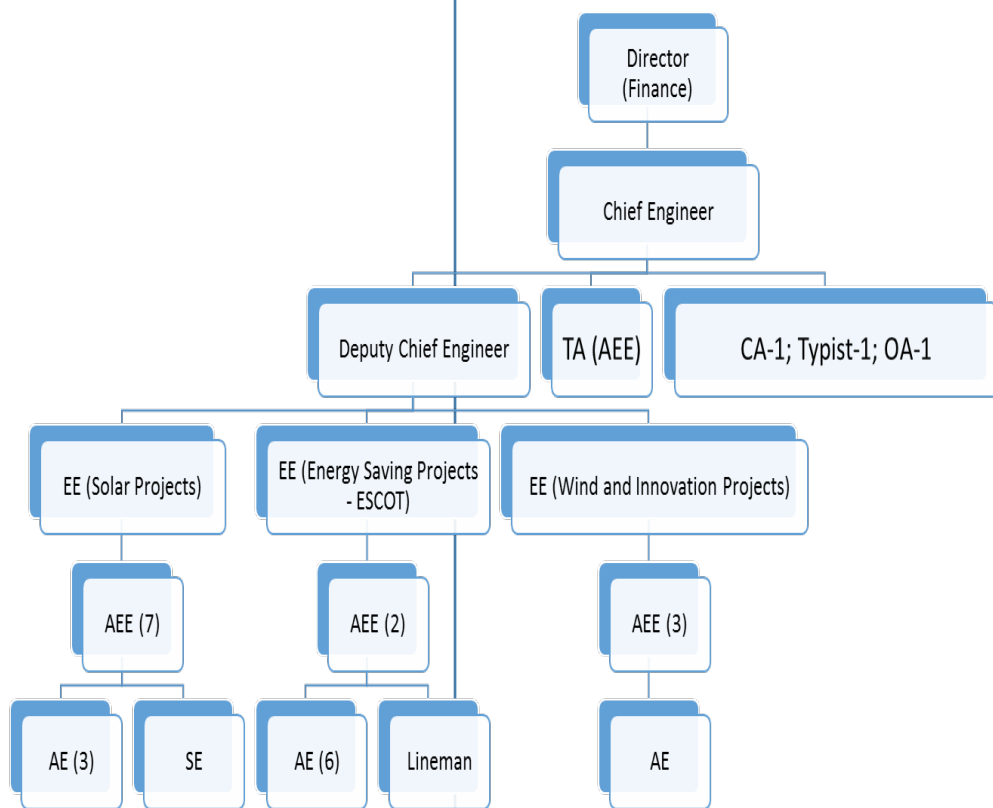 Director
(Finance)
Chief Engineer
Deputy Chief Engineer
TA (AEE)
CA-1; Typist-1; OA-1
EE (Solar Projects)
EE (Energy Saving Projects
- ESCOT)
EE (Wind and Innovation Projects)
AEE (7)
AEE (2)
AEE (3)
AE (3)
SE
AE (6)
Lineman
AE